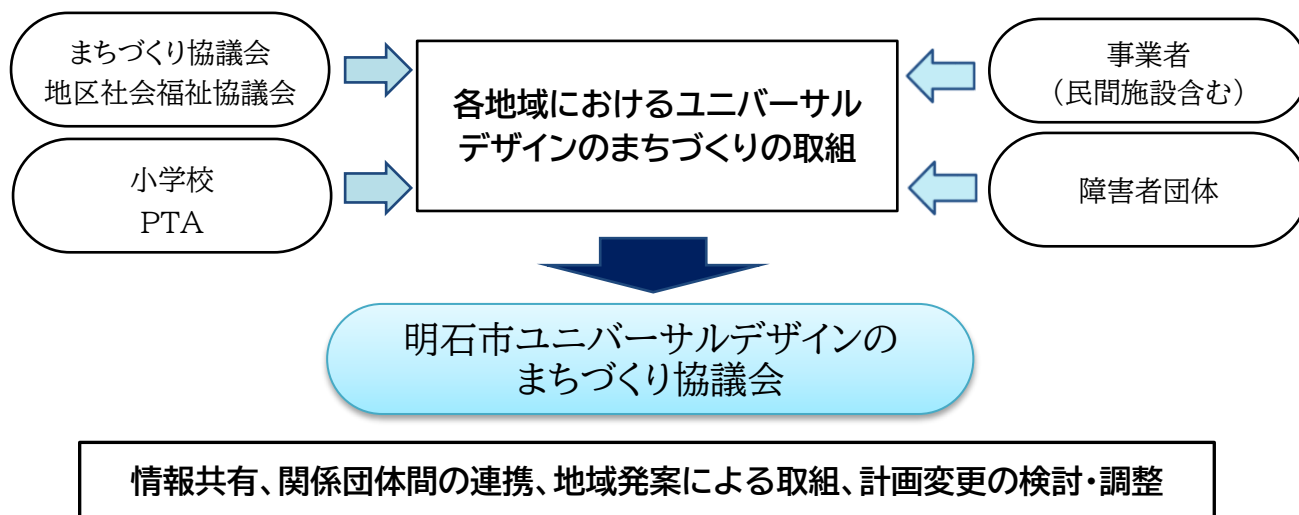 まちづくり協議会
地区社会福祉協議会
小学校
PTA
各地域におけるユニバーサル
デザインのまちづくりの取組
事業者
（民間施設含む）
障害者団体
明石市ユニバーサルデザインの
まちづくり協議会
情報共有、関係団体間の連携、地域発案による取組、計画変更の検討・調整